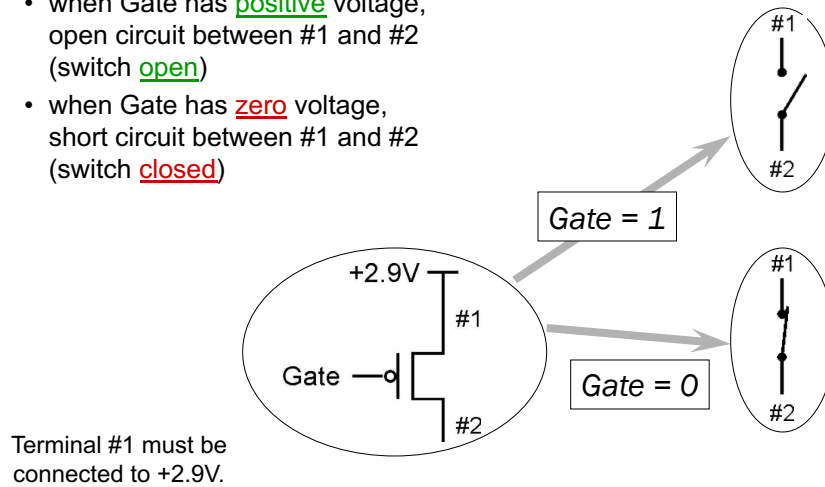 • when Gate has positive voltage,
open circuit between #1 and #2
(switch open)
• when Gate has zero voltage,
short circuit between #1 and #2
(switch closed)
#1
#2
Gate = 1
+2.9V
#1
Gate
#2
#1
Gate = 0
#2
Terminal #1 must be
connected to +2.9V.